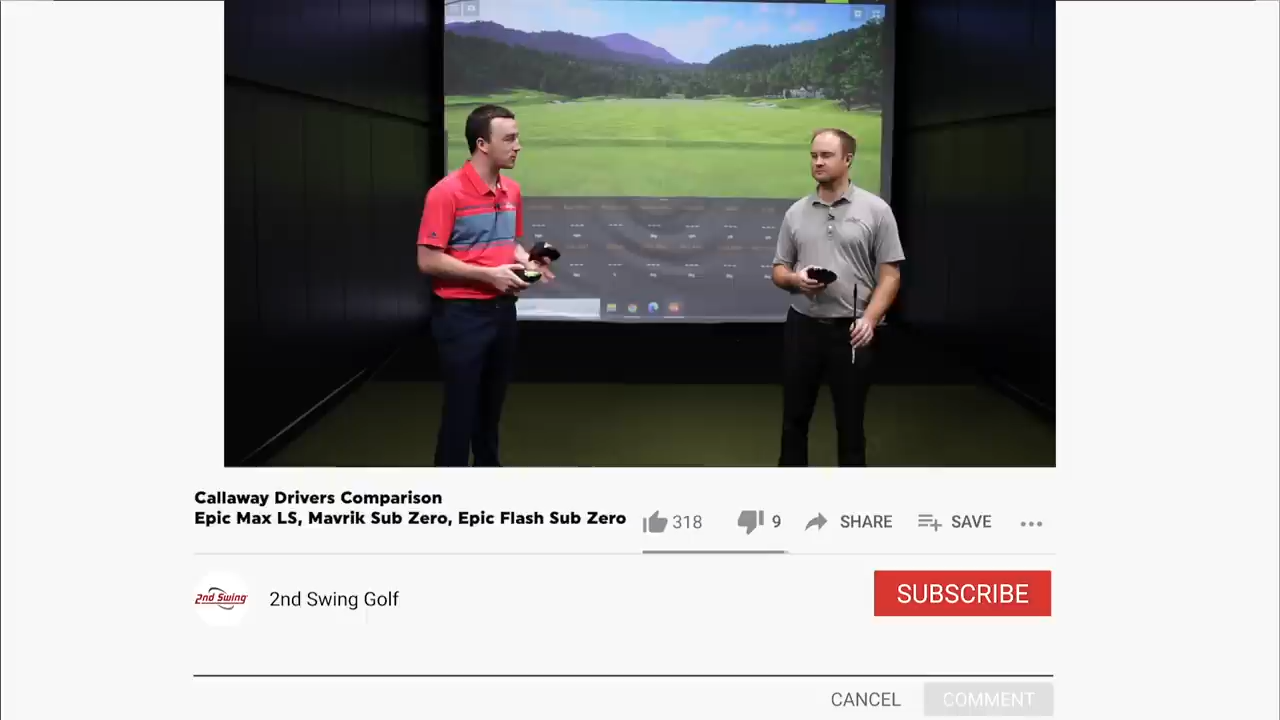 Callaway Drivers Comparison
Epic Max LS, Mavrik Sub Zero, Epic Flash Sub Zero
318
9
SHARE
SAVE
2nd Swing
2nd Swing Golf
SUBSCRIBE
CANCEL
COMMENT